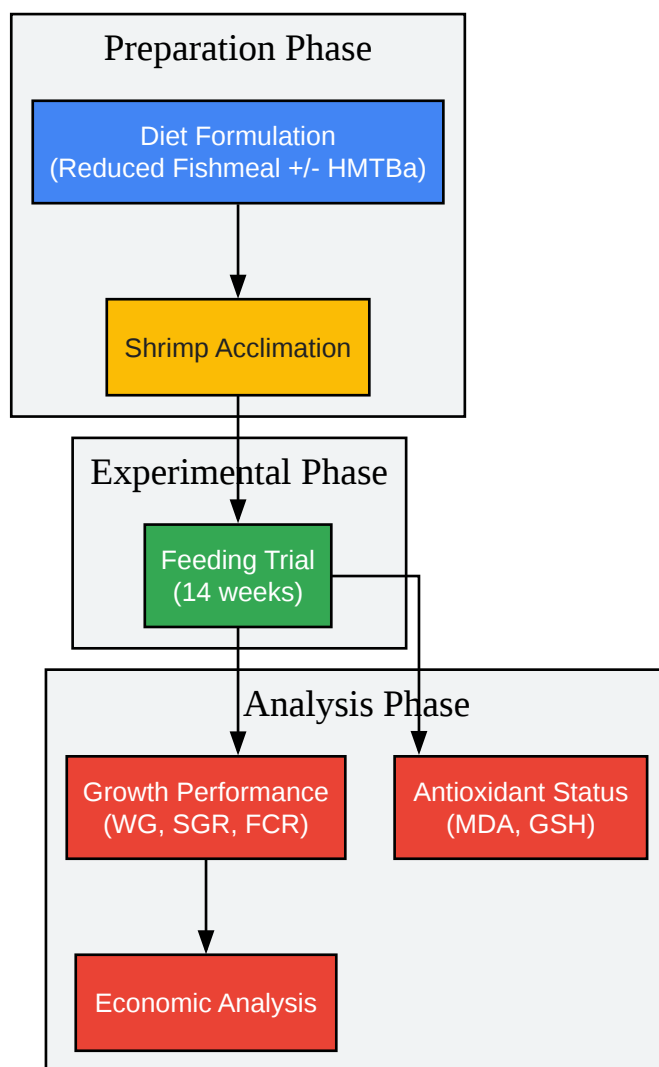 Preparation Phase
Diet Formulation
(Reduced Fishmeal +/- HMTBa)
Shrimp Acclimation
Experimental Phase
Feeding Trial
(14 weeks)
Analysis Phase
Growth Performance
(WG, SGR, FCR)
Antioxidant Status
(MDA, GSH)
Economic Analysis